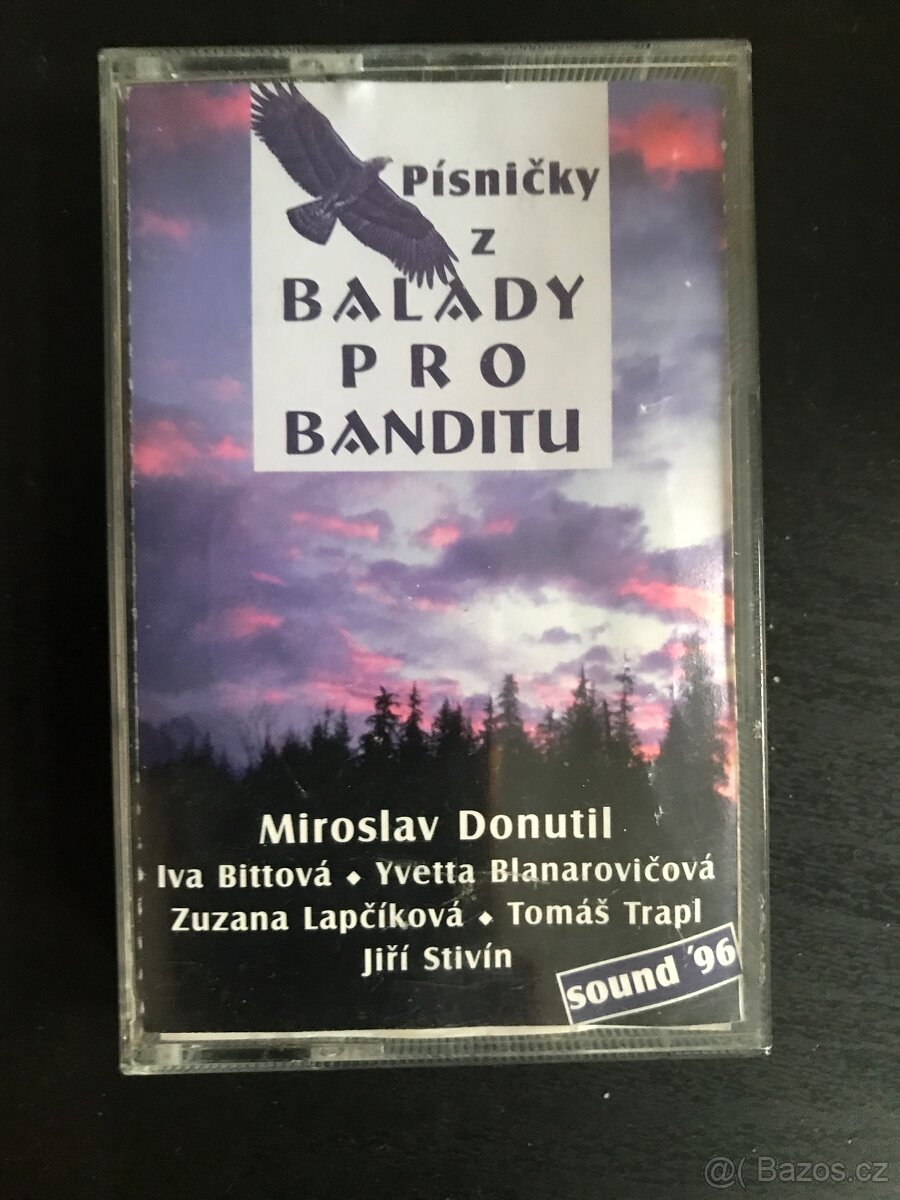 Písničky
z
BALADY
PRO
BANDITU
Miroslav Donutil
Iva Bittová ◆ Yvetta Blanarovičová
Zuzana Lapčíková ◆ Tomáš Trapl
Jiří Stivín
sound '96
@( Bazos.cz